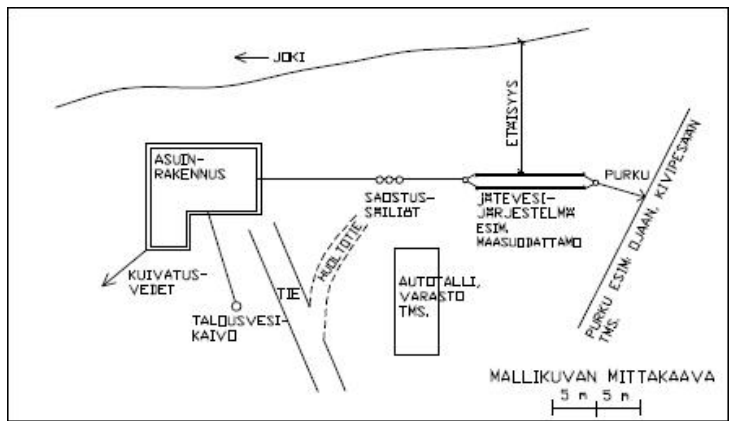 JOKI
ETÄISYYS
ASUIN-
RAKENNUS
SAOSTUS-
SÄILIÖT
JÄTEVESI-
JÄRJESTELMÄ
ESIM.
MAASUODATTAMO
PURKU
PURKU ESIM: OJAAN, KIVIPESÄÄN
TMS.
KUIVATUS-
VEDET
TALOUSVESI-
KAIVO
TIE
HUOLTOTIE
AUTOTALLI,
VARASTO
TMS.
MALLIKUVAN MITTAKAAVA
5 m 5 m